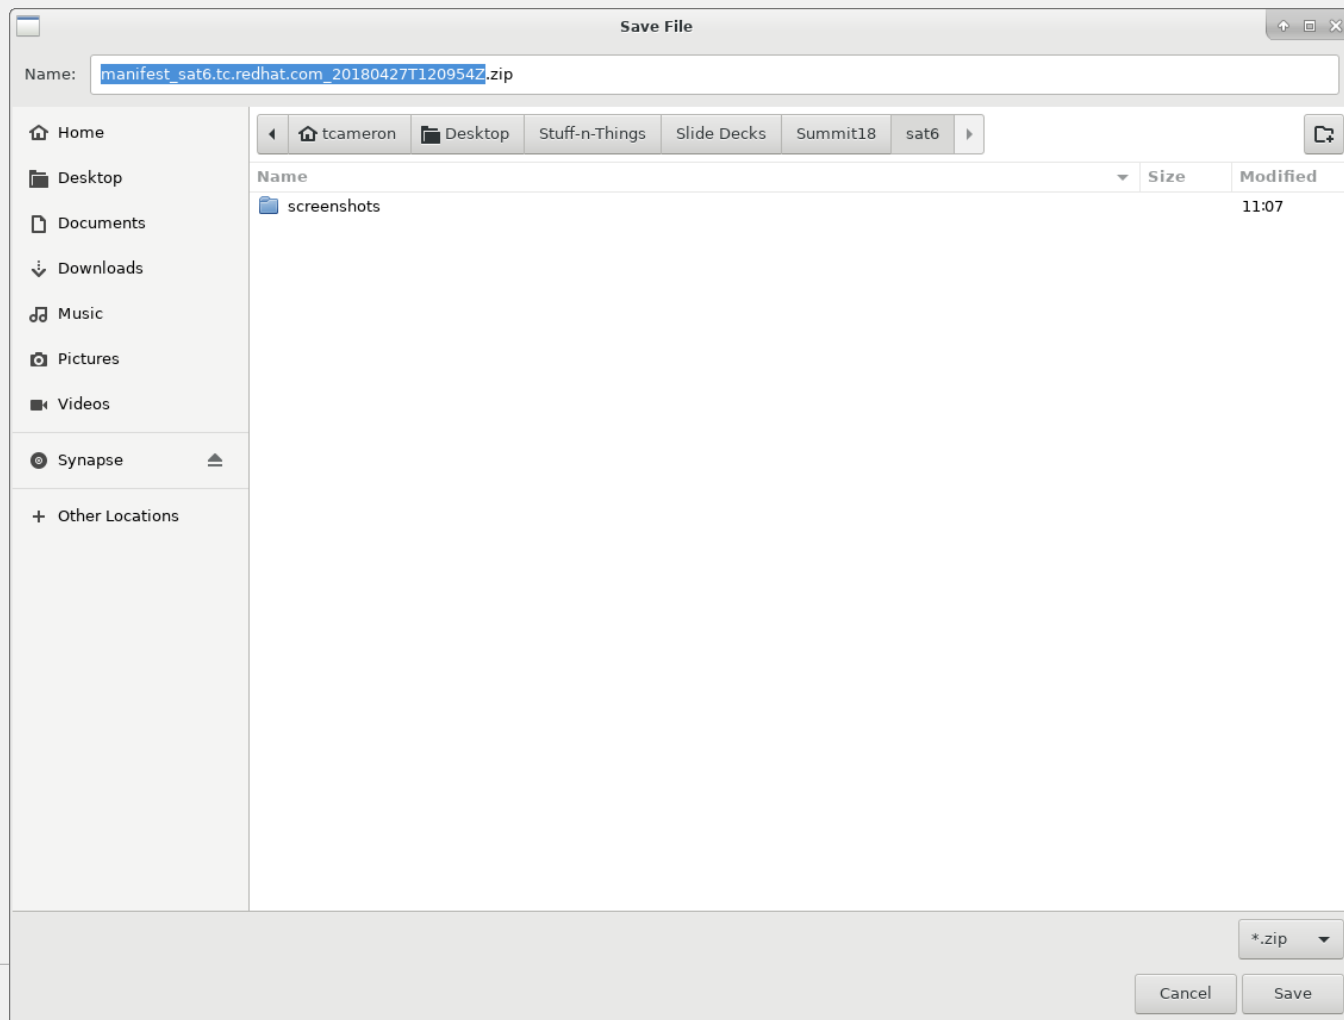 Save File
Name: manifest_sat6.tc.redhat.com_20180427T120954Z.zip
Home
Desktop
Documents
Downloads
Music
Pictures
Videos
Synapse
Other Locations
tcameron Desktop Stuff-n-Things Slide Decks Summit18 sat6
Name Size Modified
screenshots 11:07
*.zip
Cancel Save